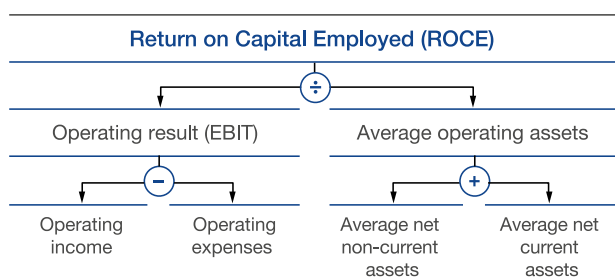 Return on Capital Employed (ROCE)
÷
Operating result (EBIT)
Average operating assets
−
+
Operating
income
Operating
expenses
Average net
non-current
assets
Average net
current
assets